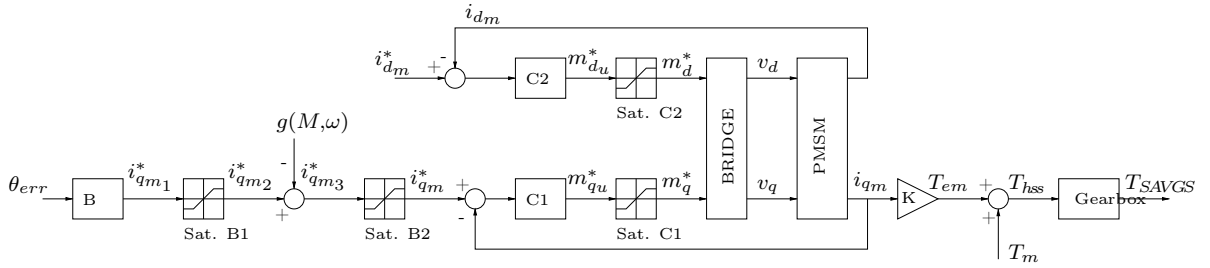 i_{d_m}
i^*_{d_m}
+
-
C2
m^*_{d_u}
Sat. C2
m^*_d
BRIDGE
v_d
PMSM
g(M,ω)
-
θ_{err}
B
i^*_{q_{m_1}}
Sat. B1
i^*_{q_{m_2}}
+
i^*_{q_{m_3}}
Sat. B2
i^*_{q_m}
+
-
C1
m^*_{q_u}
Sat. C1
m^*_q
v_q
i_{q_m}
K
T_{em}
+
+
T_m
T_{hss}
Gearbox
T_{SAVGS}